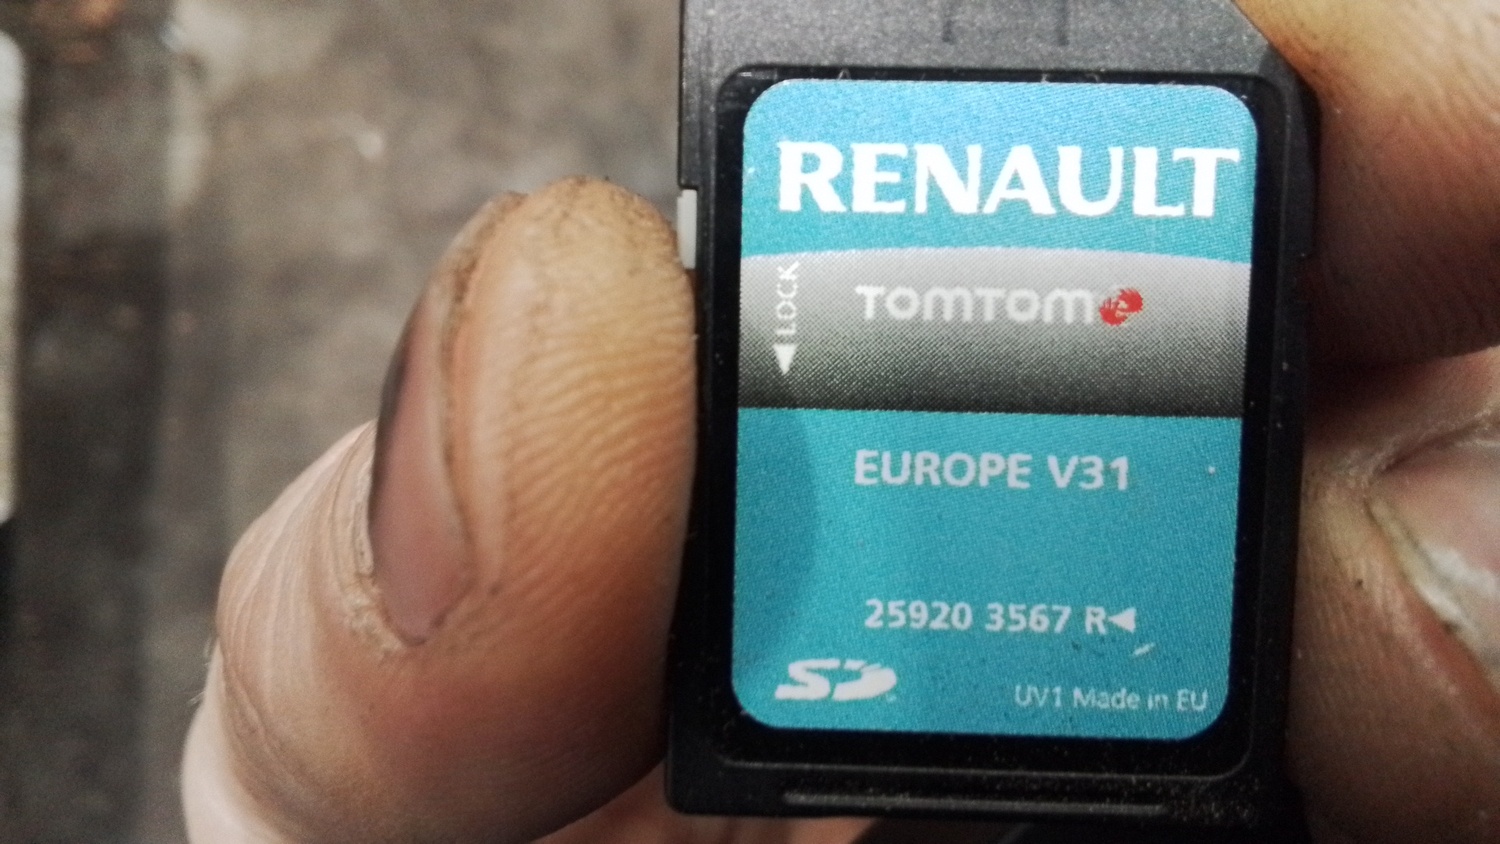 RENAULT
LOCK
TOMTOM
EUROPE V31
25920 3567 R
SD
UV1 Made in EU